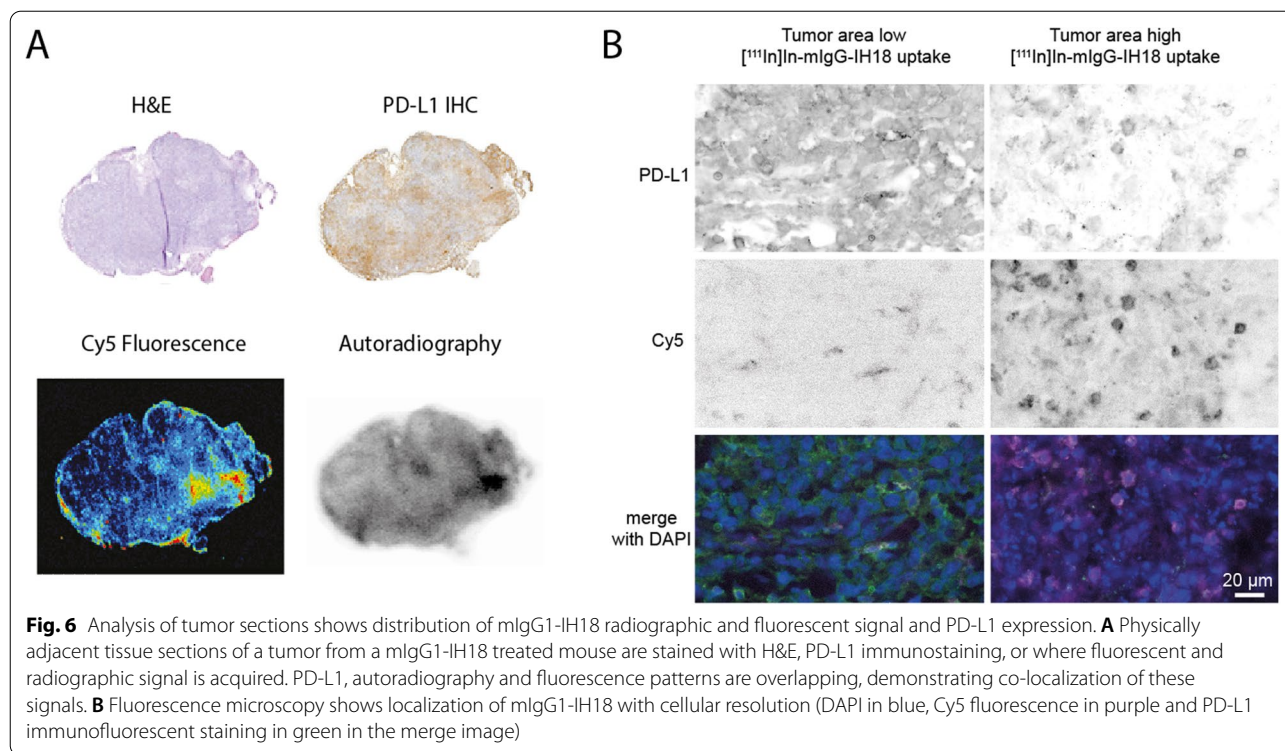 A
H&E
PD-L1 IHC
Cy5 Fluorescence
Autoradiography
B
Tumor area low
[¹¹¹In]In-mIgG-IH18 uptake
Tumor area high
[¹¹¹In]In-mIgG-IH18 uptake
PD-L1
Cy5
merge
with DAPI
20 µm
Fig. 6 Analysis of tumor sections shows distribution of mIgG1-IH18 radiographic and fluorescent signal and PD-L1 expression. A Physically
adjacent tissue sections of a tumor from a mIgG1-IH18 treated mouse are stained with H&E, PD-L1 immunostaining, or where fluorescent and
radiographic signal is acquired. PD-L1, autoradiography and fluorescence patterns are overlapping, demonstrating co-localization of these
signals. B Fluorescence microscopy shows localization of mIgG1-IH18 with cellular resolution (DAPI in blue, Cy5 fluorescence in purple and PD-L1
immunofluorescent staining in green in the merge image)